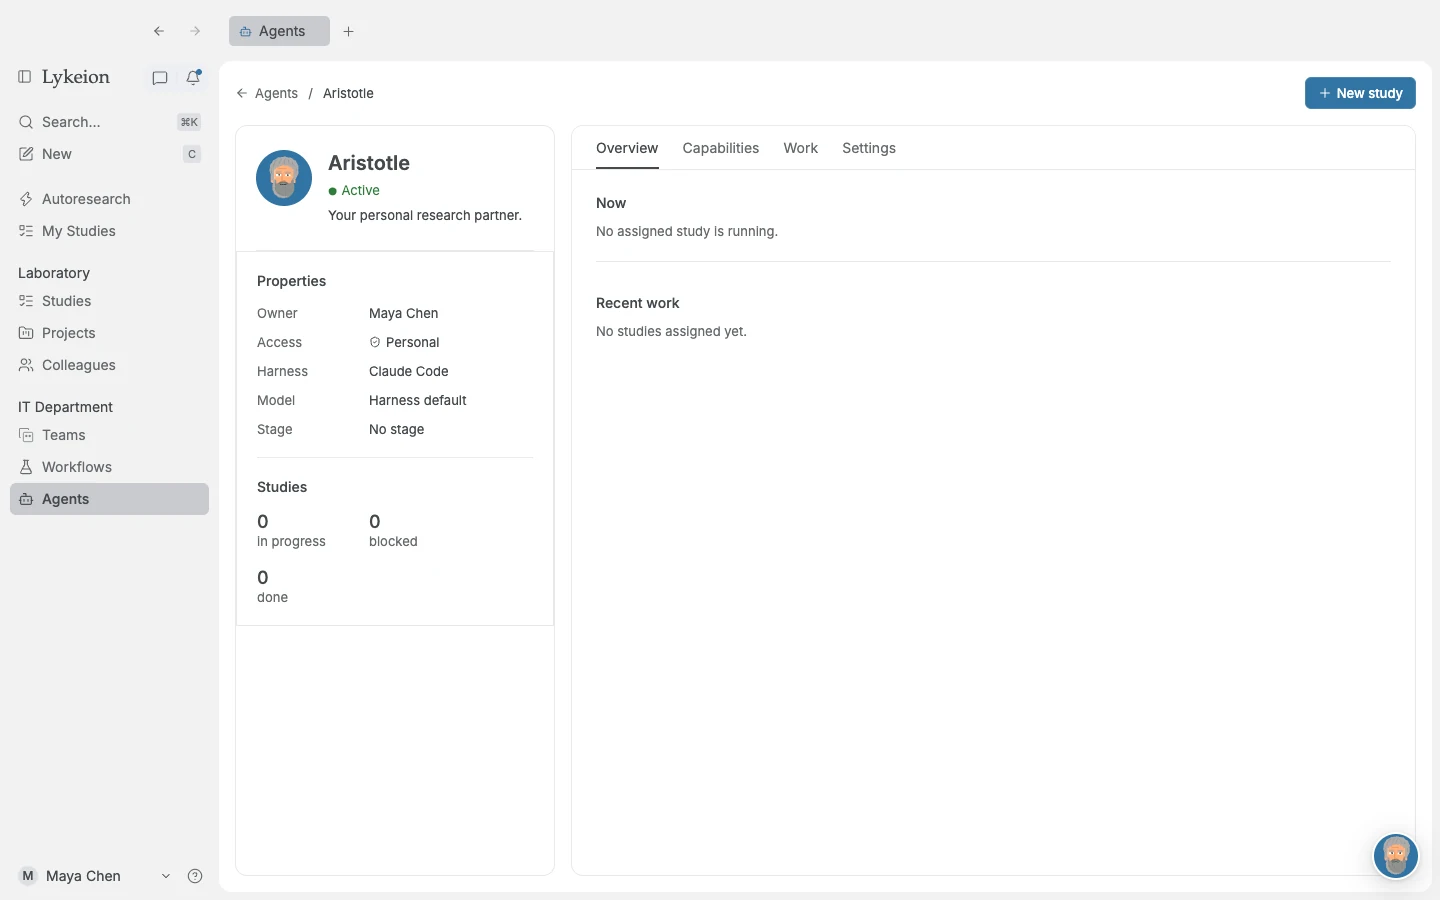 Agents
Lykeion
Search...
⌘K
New
C
Autoresearch
My Studies
Laboratory
Studies
Projects
Colleagues
IT Department
Teams
Workflows
Agents
M Maya Chen
Agents / Aristotle
New study
Aristotle
Active
Your personal research partner.
Properties
Owner Maya Chen
Access Personal
Harness Claude Code
Model Harness default
Stage No stage
Studies
0 0
in progress blocked
0
done
Overview Capabilities Work Settings
Now
No assigned study is running.
Recent work
No studies assigned yet.